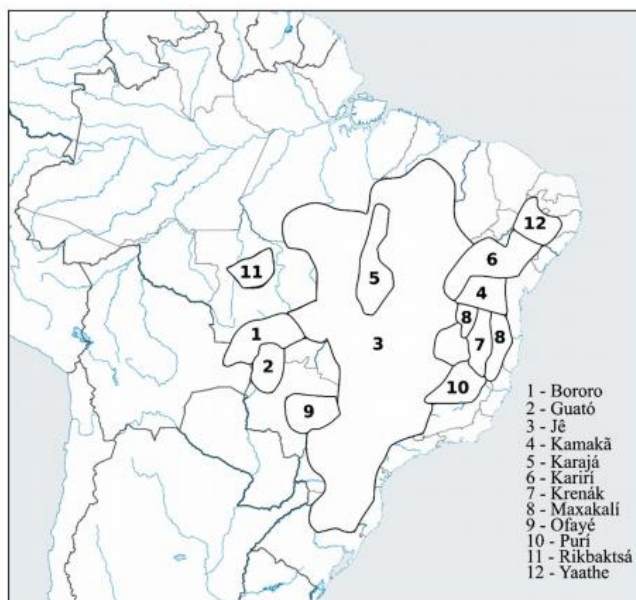 12
6
11
5
4
8
1
8
3
7
2
10
9
1 - Bororo
2 - Guató
3 - Jê
4 - Kamakã
5 - Karajá
6 - Karirí
7 - Krenák
8 - Maxakalí
9 - Ofayé
10 - Purí
11 - Rikbaktsá
12 - Yaathe